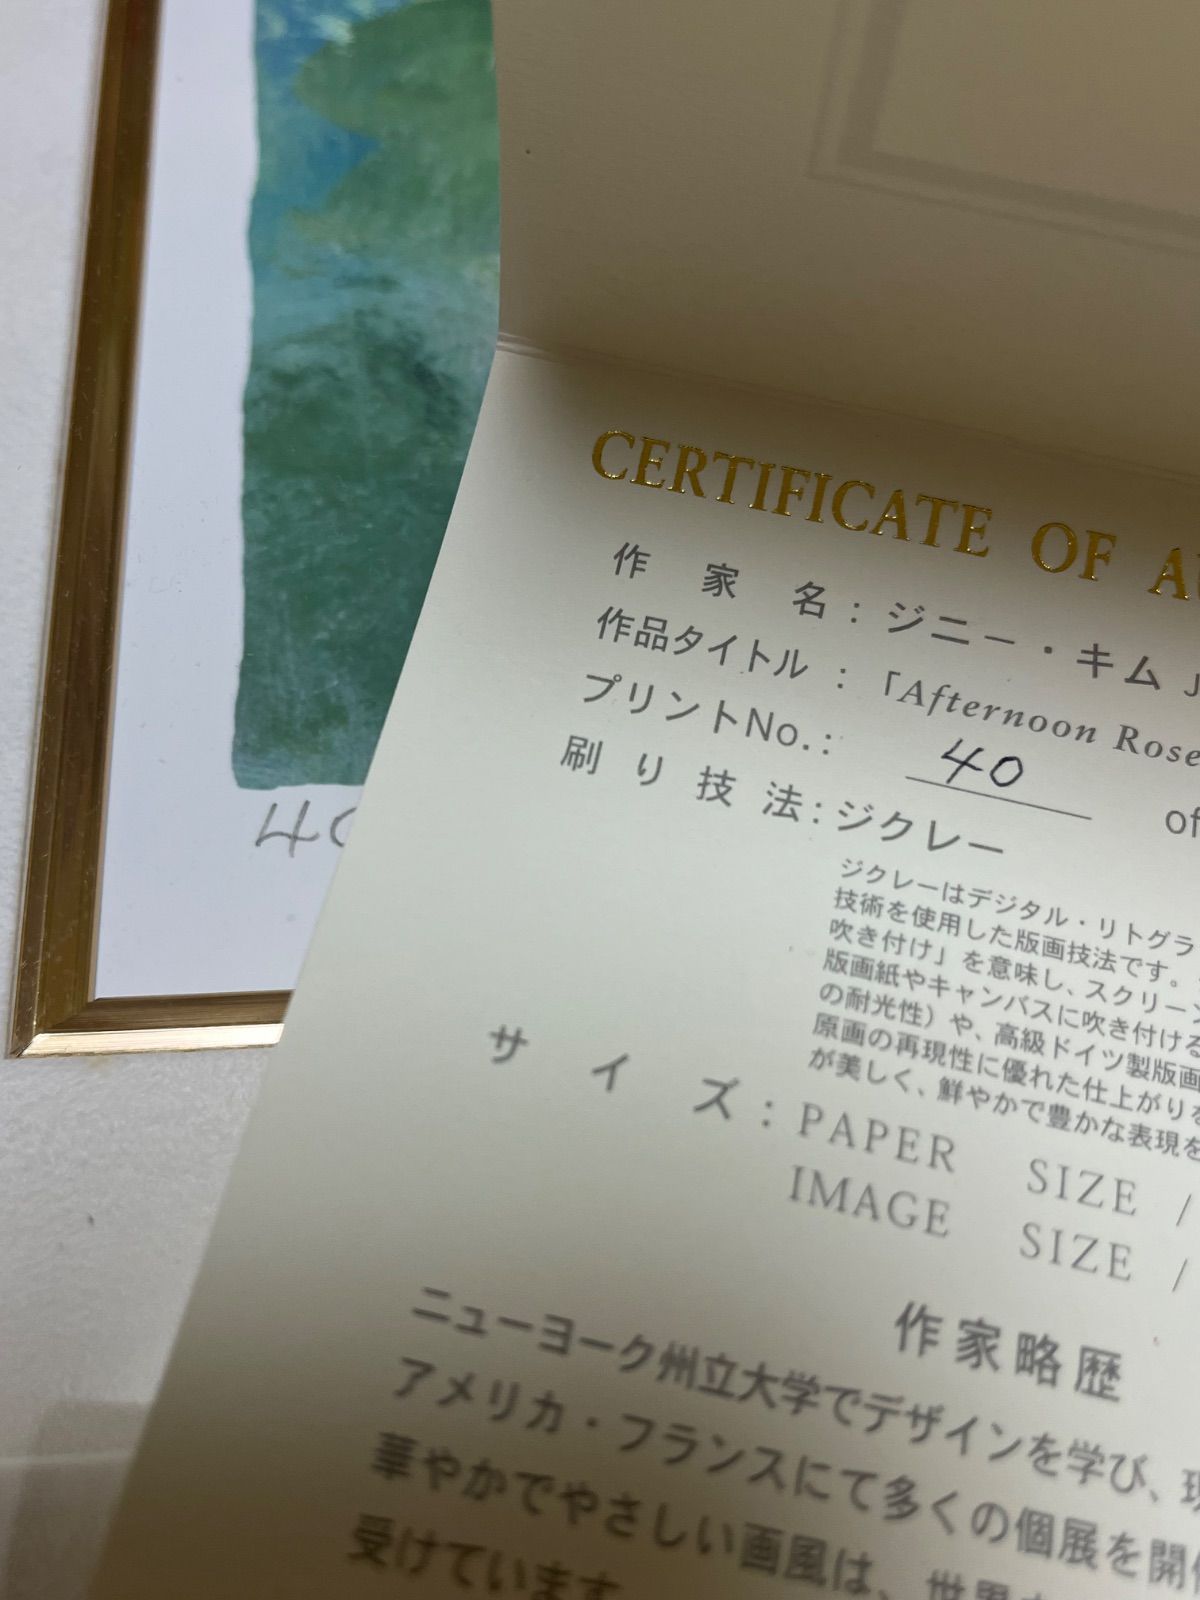 CERTIFICATE OF
作家名：ジニー・キム
作品タイトル：「Afternoon Rose
プリントNo.： 40 of
刷り技法：ジクレー
ジクレーはデジタル・リトグラ
技術を使用した版画技法です。
吹き付け」を意味し、スクリーン
版画紙やキャンバスに吹き付ける
の耐光性）や、高級ドイツ製版画
原画の再現性に優れた仕上がりを
が美しく、鮮やかで豊かな表現を
サイズ：PAPER SIZE /
IMAGE SIZE /
作家略歴
ニューヨーク州立大学でデザインを学び、現
アメリカ・フランスにて多くの個展を開催
華やかでやさしい画風は、世界
受けています
40